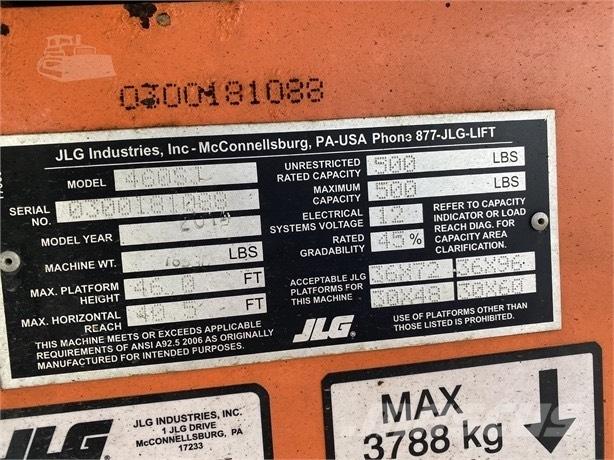 0300181088
JLG Industries, Inc - McConnellsburg, PA-USA Phone 877-JLG-LIFT
MODEL 460SJ
SERIAL NO. 0300181088
MODEL YEAR
MACHINE WT. LBS
MAX. PLATFORM HEIGHT 46.0 FT
MAX. HORIZONTAL REACH 40.5 FT
THIS MACHINE MEETS OR EXCEEDS APPLICABLE
REQUIREMENTS OF ANSI A92.5 2006 AS ORIGINALLY
MANUFACTURED FOR INTENDED PURPOSES.
UNRESTRICTED RATED CAPACITY 500 LBS
MAXIMUM CAPACITY 500 LBS
ELECTRICAL SYSTEMS VOLTAGE 12
RATED GRADABILITY 45 %
REFER TO CAPACITY
INDICATOR OR LOAD
REACH DIAG. FOR
CAPACITY AREA
CLARIFICATION.
ACCEPTABLE JLG
PLATFORMS FOR
THIS MACHINE
36X72 36X96
30X48 30X60
JLG
USE OF PLATFORMS OTHER THAN
THOSE LISTED IS PROHIBITED.
JLG
JLG INDUSTRIES, INC.
1 JLG DRIVE
McCONNELLSBURG, PA
17233
MAX
3788 kg